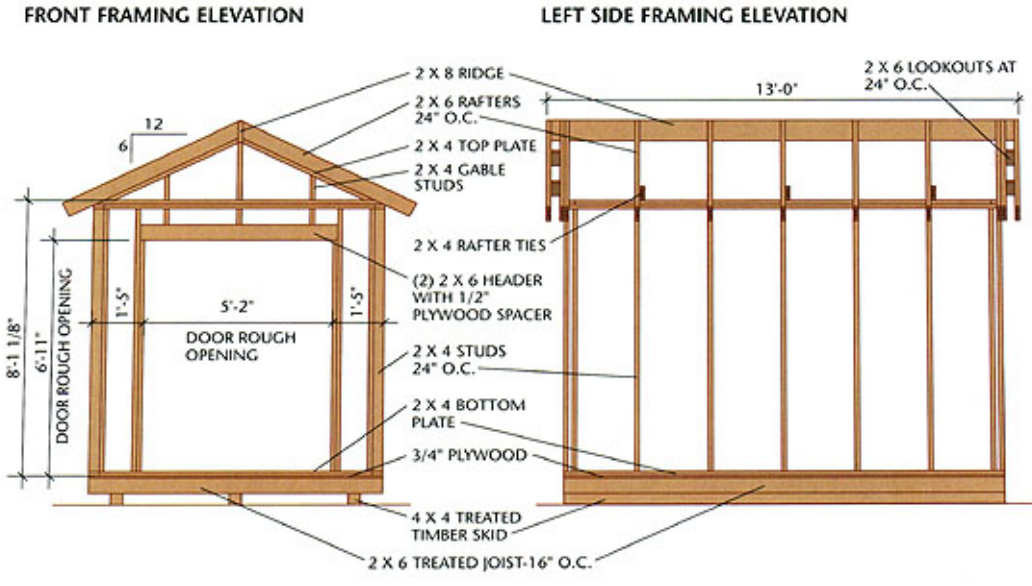 FRONT FRAMING ELEVATION
LEFT SIDE FRAMING ELEVATION
2 X 8 RIDGE
2 X 6 RAFTERS
24" O.C.
2 X 4 TOP PLATE
2 X 4 GABLE
STUDS
2 X 4 RAFTER TIES
(2) 2 X 6 HEADER
WITH 1/2"
PLYWOOD SPACER
2 X 4 STUDS
24" O.C.
2 X 4 BOTTOM
PLATE
3/4" PLYWOOD
4 X 4 TREATED
TIMBER SKID
2 X 6 TREATED JOIST-16" O.C.
12
6
8'-1 1/8"
6'-11"
DOOR ROUGH OPENING
1'-5"
5'-2"
1'-5"
DOOR ROUGH
OPENING
13'-0"
2 X 6 LOOKOUTS AT
24" O.C.